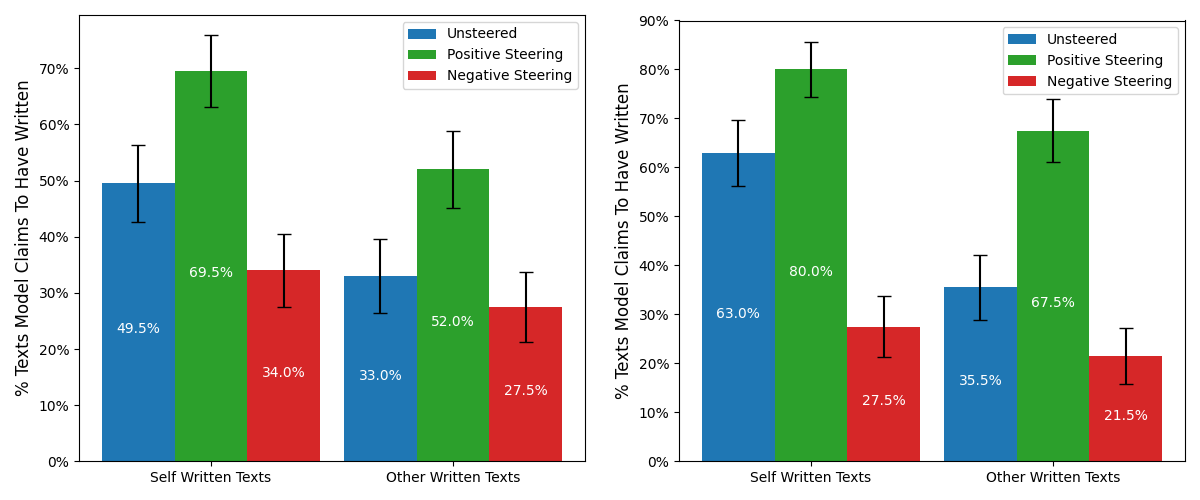 % Texts Model Claims To Have Written
70%
60%
50%
40%
30%
20%
10%
0%
Unsteered
Positive Steering
Negative Steering
49.5%
69.5%
34.0%
33.0%
52.0%
27.5%
Self Written Texts
Other Written Texts
% Texts Model Claims To Have Written
90%
80%
70%
60%
50%
40%
30%
20%
10%
0%
Unsteered
Positive Steering
Negative Steering
63.0%
80.0%
27.5%
35.5%
67.5%
21.5%
Self Written Texts
Other Written Texts